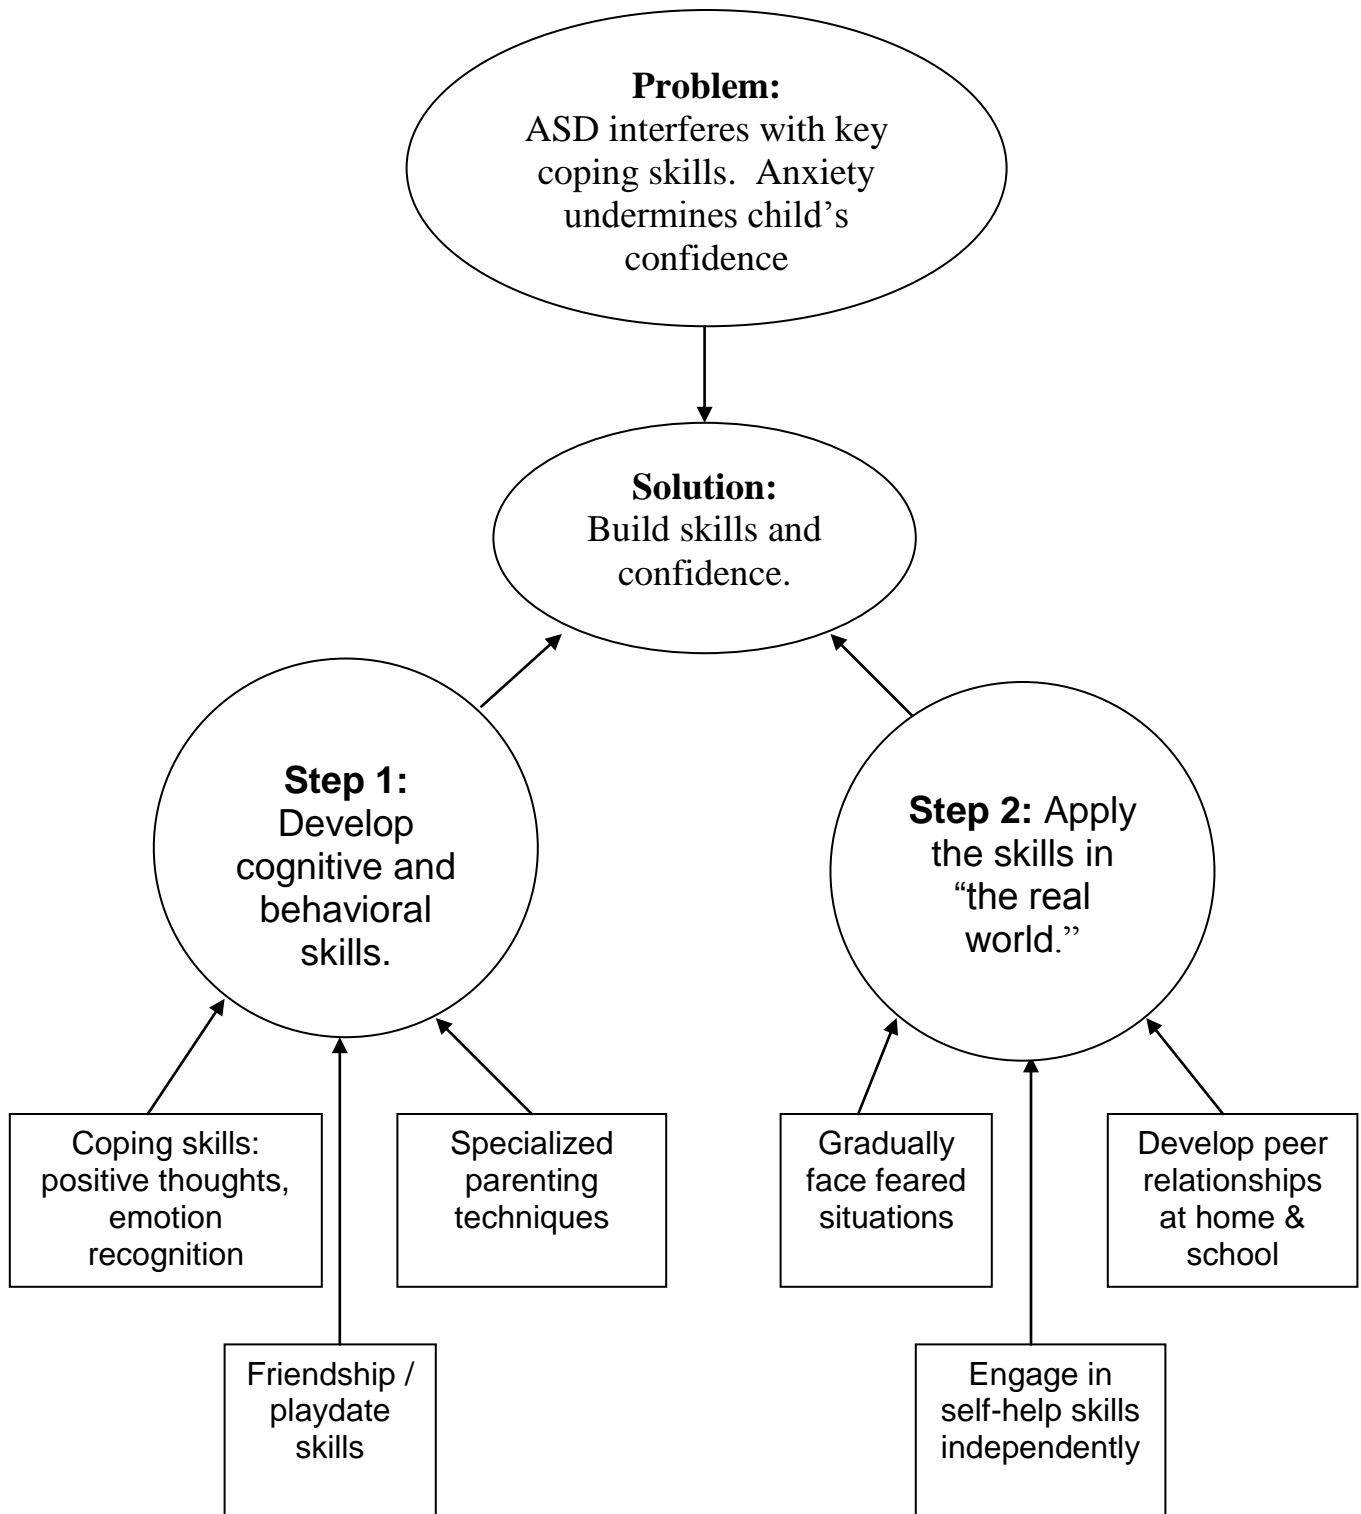 Problem:
ASD interferes with key
coping skills.  Anxiety
undermines child’s
confidence
Solution:
Build skills and
confidence.
Step 1:
Develop
cognitive and
behavioral
skills.
Step 2: Apply
the skills in
“the real
world.”
Coping skills:
positive thoughts,
emotion
recognition
Specialized
parenting
techniques
Gradually
face feared
situations
Develop peer
relationships
at home &
school
Friendship /
playdate
skills
Engage in
self-help skills
independently